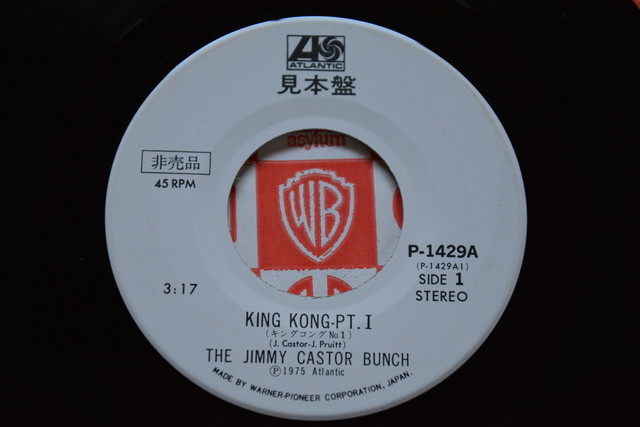 ATLANTIC
見本盤
非売品
45 RPM
asylum
WB
P-1429A
(P-1429A1)
SIDE 1
STEREO
3:17
KING KONG-PT. I
(キングコング No.1)
(J. Castor-J. Pruitt)
THE JIMMY CASTOR BUNCH
Ⓟ1975 Atlantic
MADE BY WARNER-PIONEER CORPORATION, JAPAN.